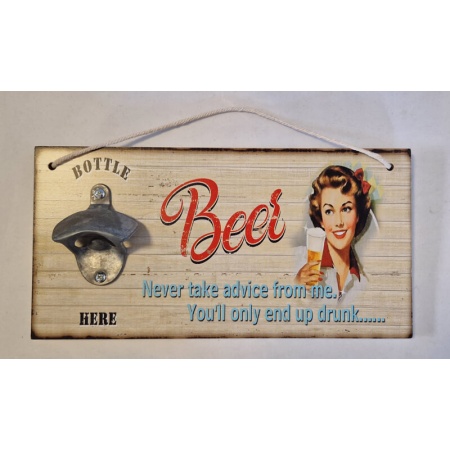 BOTTLE
HERE
Beer
Never take advice from me.
You'll only end up drunk......